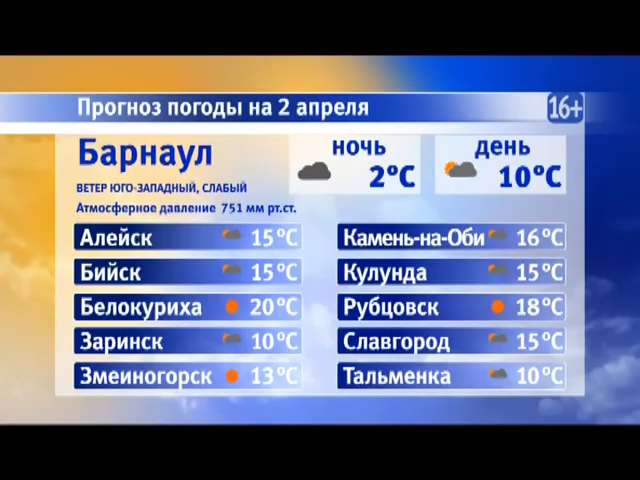 Прогноз погоды на 2 апреля
16+
Барнаул
ВЕТЕР ЮГО-ЗАПАДНЫЙ, СЛАБЫЙ
Атмосферное давление 751 мм рт.ст.
ночь
2°C
день
10°C
Алейск 15°C
Бийск 15°C
Белокуриха 20°C
Заринск 10°C
Змеиногорск 13°C
Камень-на-Оби 16°C
Кулунда 15°C
Рубцовск 18°C
Славгород 15°C
Тальменка 10°C